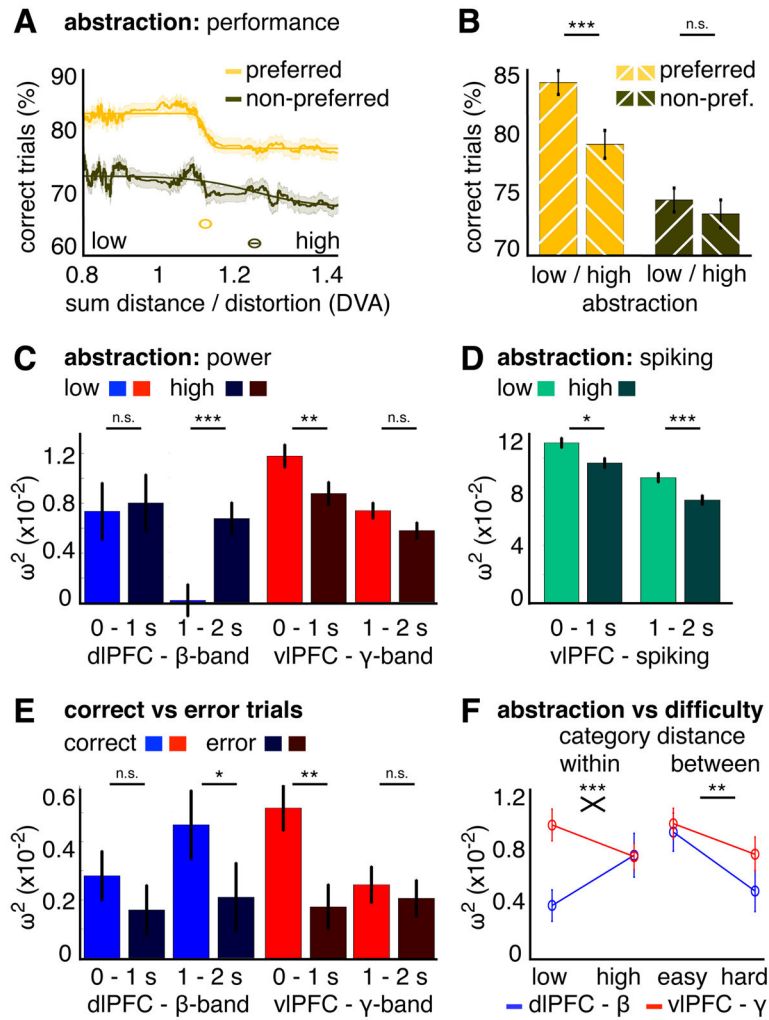 A abstraction: performance
preferred
non-preferred
correct trials (%)
90
80
70
60
low high
0.8 1 1.2 1.4
sum distance / distortion (DVA)
B
*** n.s.
preferred
non-pref.
correct trials (%)
85
80
75
70
low / high low / high
abstraction
C abstraction: power
low high
n.s. *** ** n.s.
ω² (x10⁻²)
1.2
0.8
0.4
0
0 - 1 s 1 - 2 s 0 - 1 s 1 - 2 s
dlPFC - β-band vlPFC - γ-band
D abstraction: spiking
low high
* ***
ω² (x10⁻²)
12
8
4
0
0 - 1 s 1 - 2 s
vlPFC - spiking
E correct vs error trials
correct error
n.s. * ** n.s.
ω² (x10⁻²)
0.6
0.4
0.2
0
0 - 1 s 1 - 2 s 0 - 1 s 1 - 2 s
dlPFC - β-band vlPFC - γ-band
F abstraction vs difficulty
category distance
within between
*** **
ω² (x10⁻²)
1.2
0.8
0.4
0
low high easy hard
dlPFC - β vlPFC - γ